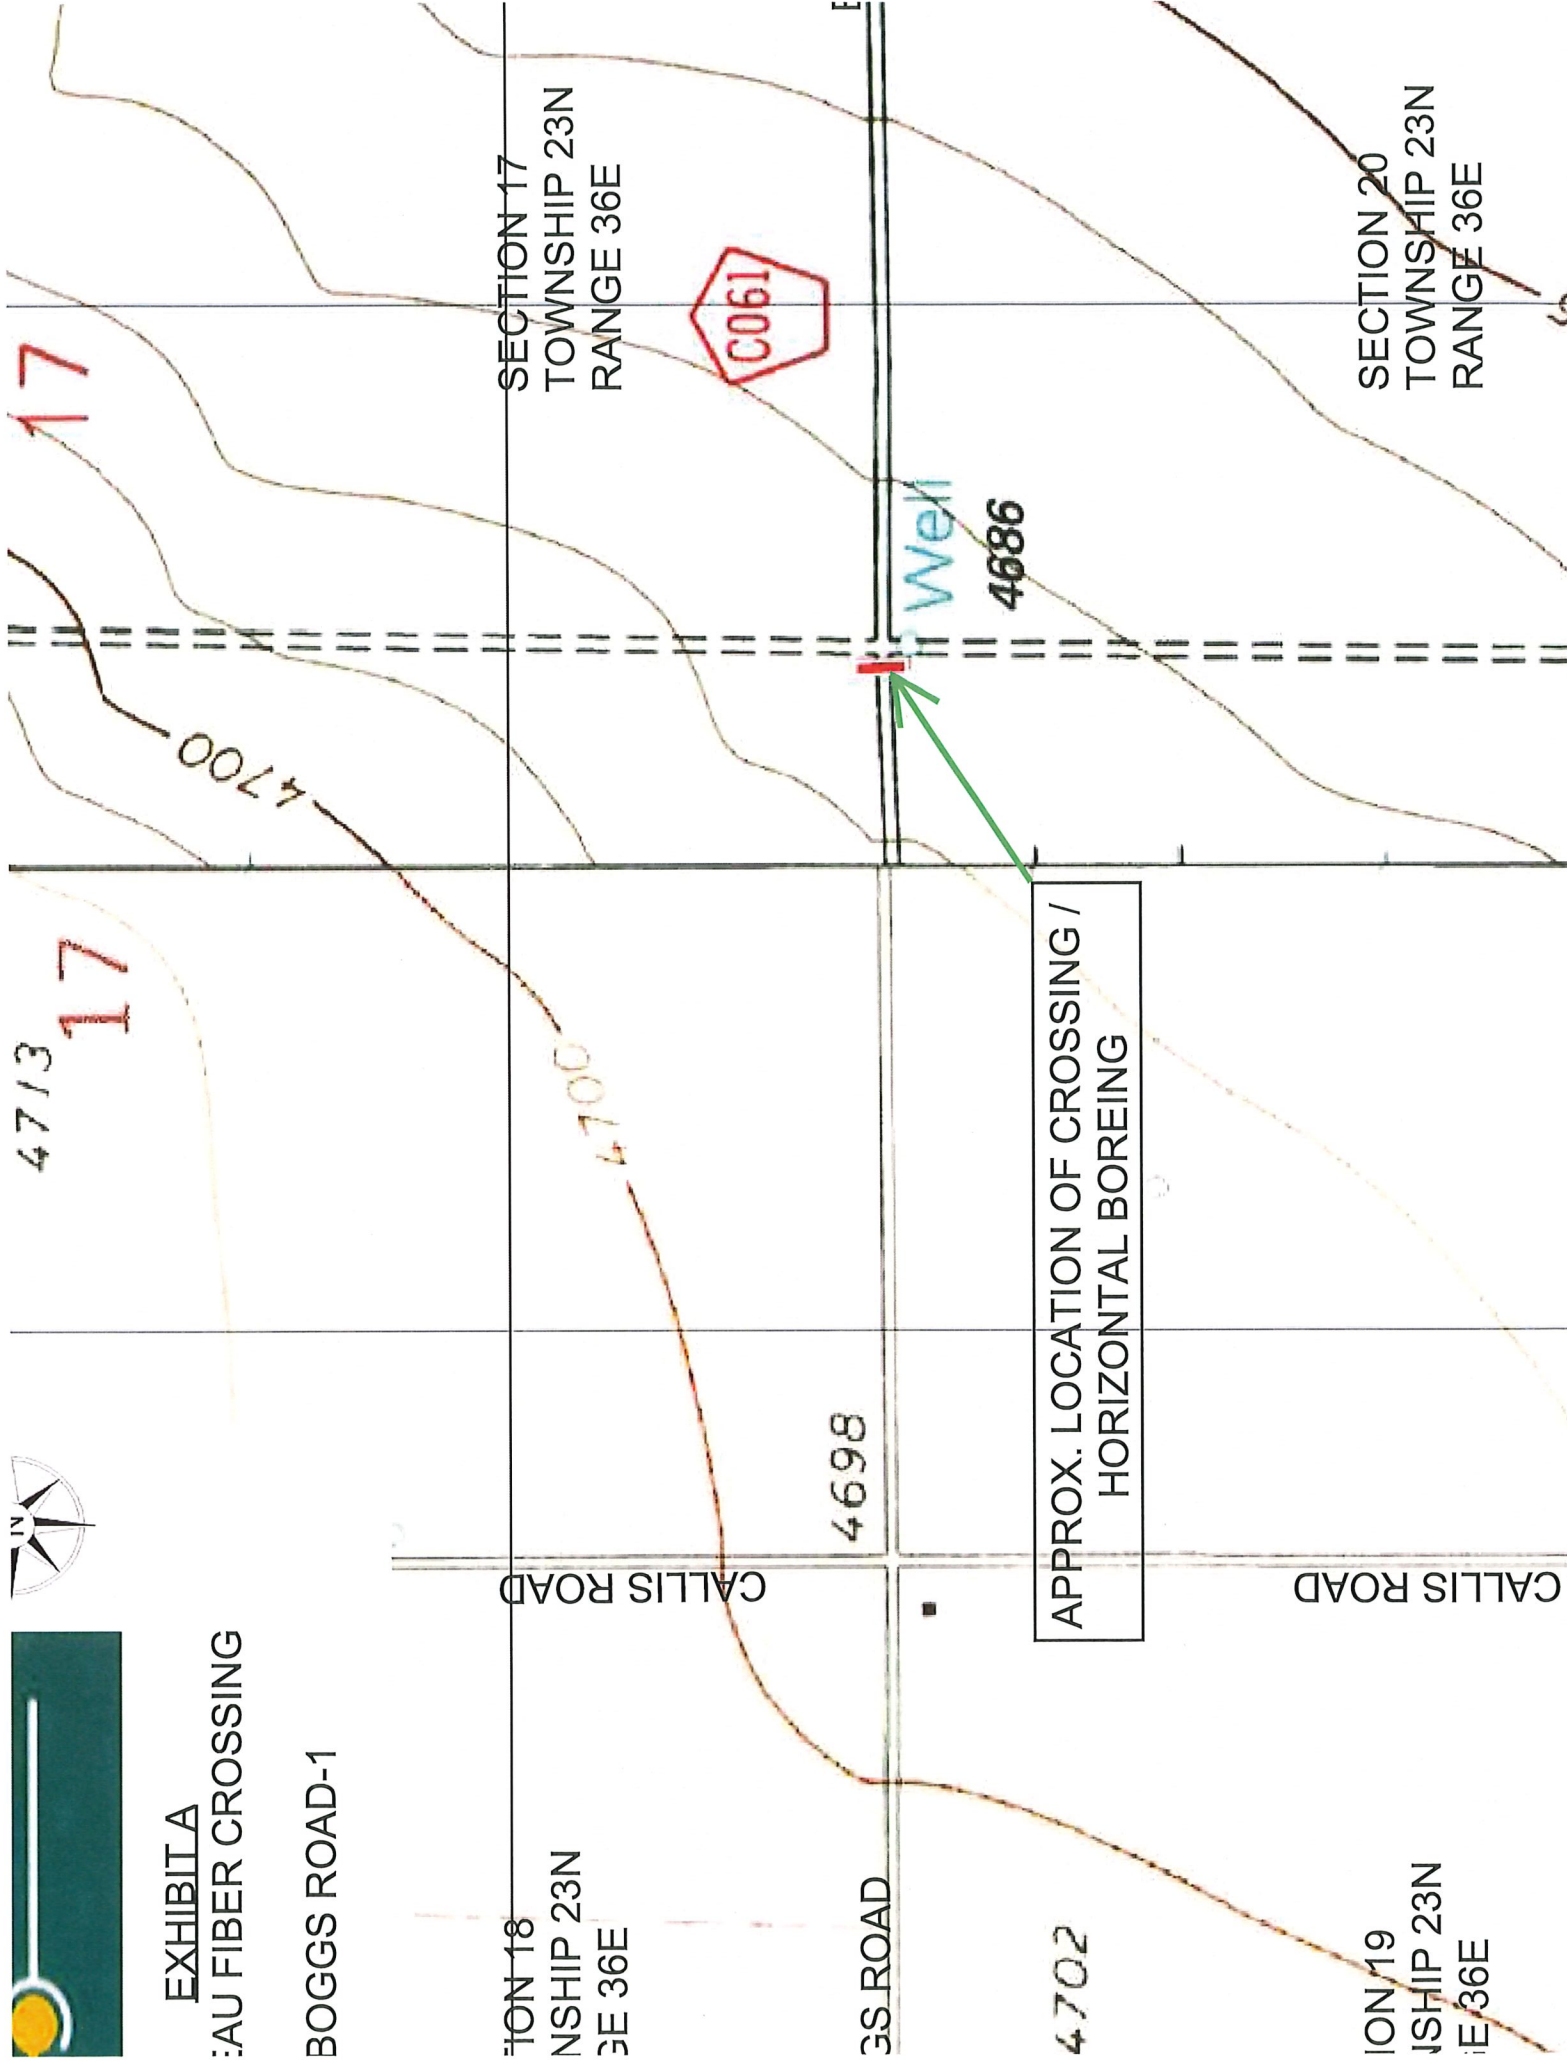 EXHIBIT A
EAU FIBER CROSSING
BOGGS ROAD-1
N
4713
17
17
4700
4700
SECTION 17
TOWNSHIP 23N
RANGE 36E
ION 18
NSHIP 23N
GE 36E
CALLIS ROAD
C061
4698
GS ROAD
Well
4686
APPROX. LOCATION OF CROSSING /
HORIZONTAL BOREING
4702
CALLIS ROAD
SECTION 20
TOWNSHIP 23N
RANGE 36E
ION 19
NSHIP 23N
E 36E